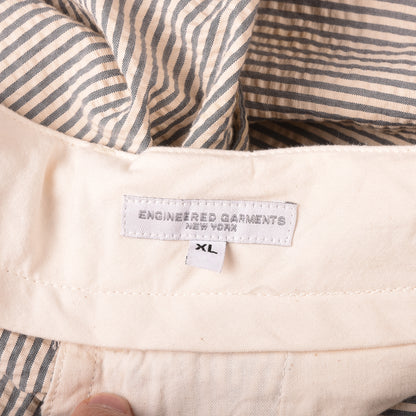 ENGINEERED GARMENTS
NEW YORK
XL